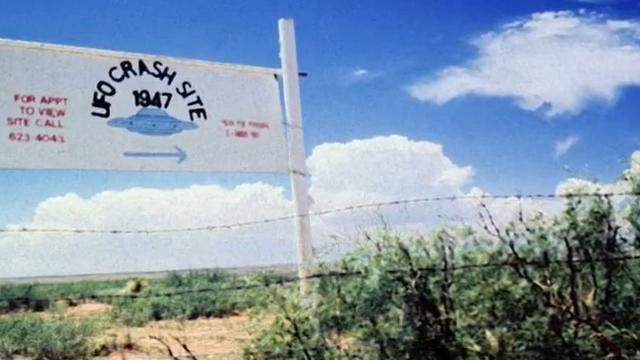 UFO CRASH SITE
1947
FOR APPT
TO VIEW
SITE CALL
623-4043